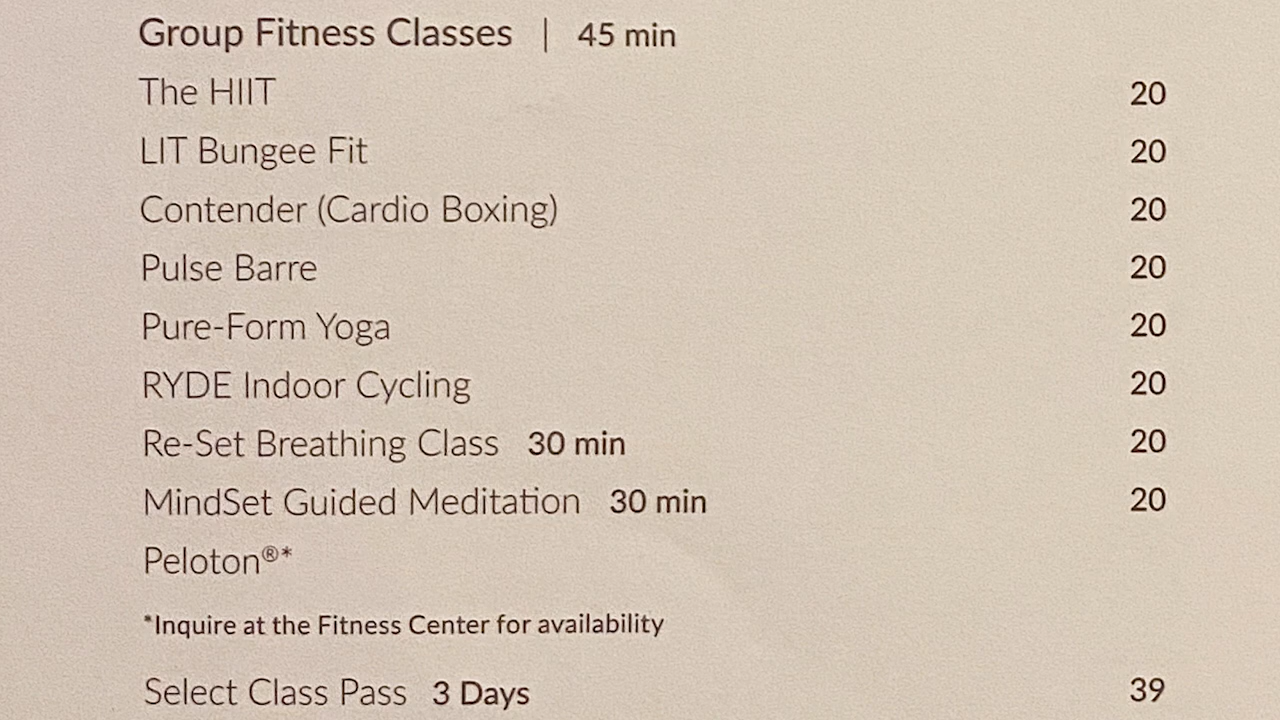 Group Fitness Classes | 45 min
The HIIT 20
LIT Bungee Fit 20
Contender (Cardio Boxing) 20
Pulse Barre 20
Pure-Form Yoga 20
RYDE Indoor Cycling 20
Re-Set Breathing Class 30 min 20
MindSet Guided Meditation 30 min 20
Peloton®*
*Inquire at the Fitness Center for availability
Select Class Pass 3 Days 39